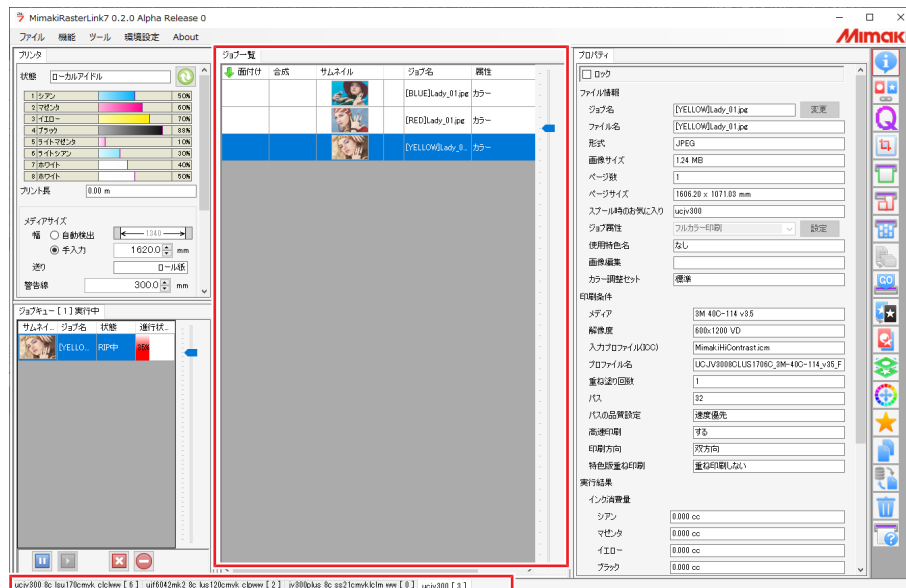 MimakiRasterLink7 0.2.0 Alpha Release 0
ファイル 機能 ツール 環境設定 About
Mimaki
プリンタ
状態 ローカルアイドル
1 シアン 50%
2 マゼンタ 60%
3 イエロー 70%
4 ブラック 88%
5 ライトマゼンタ 10%
6 ライトシアン 30%
7 ホワイト 40%
8 ホワイト 50%
プリント長 0.00 m
メディアサイズ
幅 自動検出 1340
手入力 1620.0 mm
送り ロール紙
警告線 300.0 mm
ジョブキュー [ 1 ] 実行中
サムネイ... ジョブ名 状態 進行状...
[YELLO... RIP中 35%
ジョブ一覧
面付け 合成 サムネイル ジョブ名 属性
[BLUE]Lady_01.jpg カラー
[RED]Lady_01.jpg カラー
[YELLOW]Lady_0... カラー
プロパティ
ロック
ファイル情報
ジョブ名 [YELLOW]Lady_01.jpg 変更
ファイル名 [YELLOW]Lady_01.jpg
形式 JPEG
画像サイズ 1.24 MB
ページ数 1
ページサイズ 1606.20 x 1071.03 mm
スプール時のお気に入り ucjv300
ジョブ属性 フルカラー印刷 設定
使用特色名 なし
画像編集
カラー調整セット 標準
印刷条件
メディア 3M 40C-114 v3.5
解像度 600x1200 VD
入力プロファイル(ICC) MimakiHiContrast.icm
プロファイル名 UCJV3008CLUS1706C_3M-40C-114_v35_F
重ね塗り回数 1
パス 32
パスの品質設定 速度優先
高速印刷 する
印刷方向 双方向
特色版重ね印刷 重ね印刷しない
実行結果
インク消費量
シアン 0.000 cc
マゼンタ 0.000 cc
イエロー 0.000 cc
ブラック 0.000 cc
ucjv300 8c lsu170cmyk clclww [ 6 ] ujf6042mk2 8c lus120cmyk clpww [ 2 ] jv300plus 8c ss21cmyklclm ww [ 0 ] ucjv300 [ 3 ]